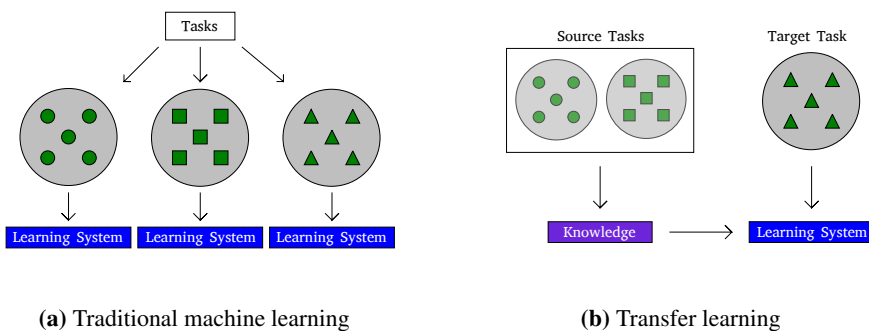 Tasks
Learning System
Learning System
Learning System
(a) Traditional machine learning
Source Tasks
Target Task
Knowledge
Learning System
(b) Transfer learning